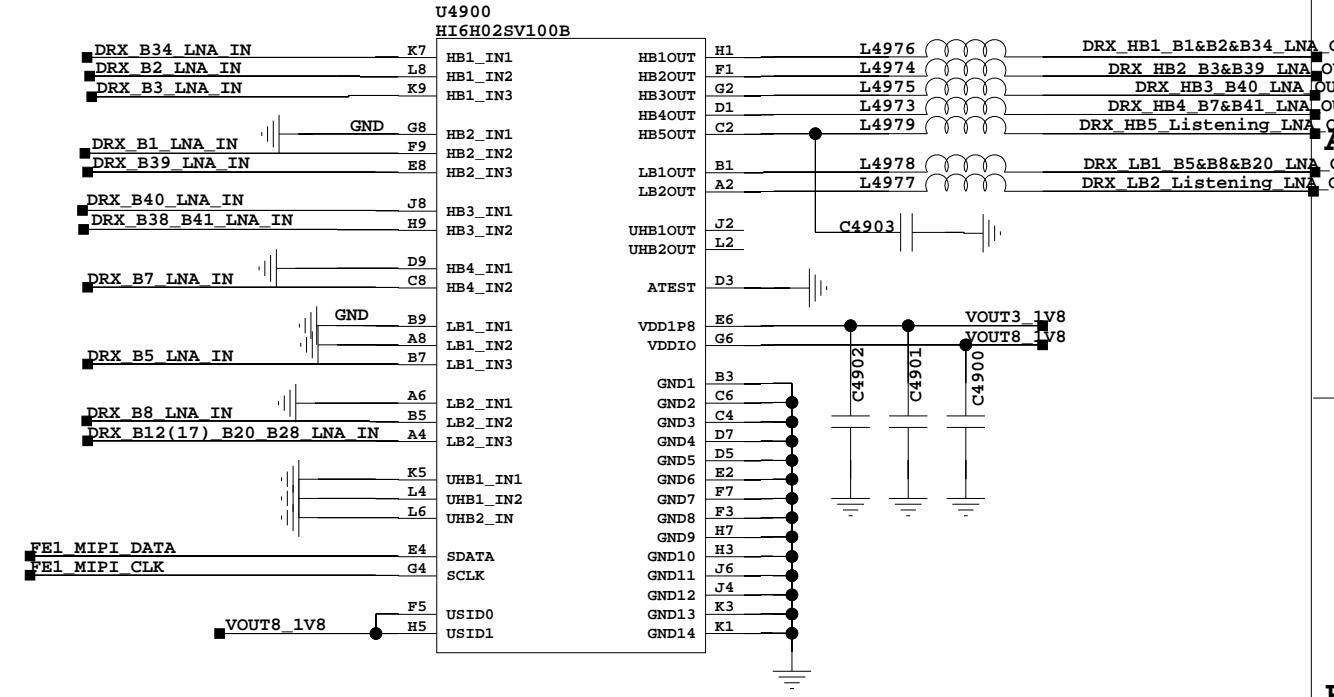 U4900
HI6H02SV100B
DRX_B34_LNA_IN K7 HB1_IN1 HB1OUT H1 L4976 DRX_HB1_B1&B2&B34_LNA_O
DRX_B2_LNA_IN L8 HB1_IN2 HB2OUT F1 L4974 DRX_HB2_B3&B39_LNA_OU
DRX_B3_LNA_IN K9 HB1_IN3 HB3OUT G2 L4975 DRX_HB3_B40_LNA_OU
HB4OUT D1 L4973 DRX_HB4_B7&B41_LNA_OU
GND G8 HB2_IN1 HB5OUT C2 L4979 DRX_HB5_Listening_LNA_O
A
DRX_B1_LNA_IN F9 HB2_IN2
DRX_B39_LNA_IN E8 HB2_IN3 LB1OUT B1 L4978 DRX_LB1_B5&B8&B20_LNA_O
LB2OUT A2 L4977 DRX_LB2_Listening_LNA_O
DRX_B40_LNA_IN J8 HB3_IN1
DRX_B38_B41_LNA_IN H9 HB3_IN2 UHB1OUT J2 C4903
UHB2OUT L2
D9 HB4_IN1
DRX_B7_LNA_IN C8 HB4_IN2 ATEST D3
GND B9 LB1_IN1 VDD1P8 E6 VOUT3_1V8
A8 LB1_IN2 VDDIO G6 VOUT8_1V8
DRX_B5_LNA_IN B7 LB1_IN3
C4902 C4901 C4900
GND1 B3
A6 LB2_IN1 GND2 C6
DRX_B8_LNA_IN B5 LB2_IN2 GND3 C4
DRX_B12(17)_B20_B28_LNA_IN A4 LB2_IN3 GND4 D7
GND5 D5
K5 UHB1_IN1 GND6 E2
L4 UHB1_IN2 GND7 F7
L6 UHB2_IN GND8 F3
GND9 H7
FE1_MIPI_DATA E4 SDATA GND10 H3
FE1_MIPI_CLK G4 SCLK GND11 J6
GND12 J4
F5 USID0 GND13 K3
VOUT8_1V8 H5 USID1 GND14 K1